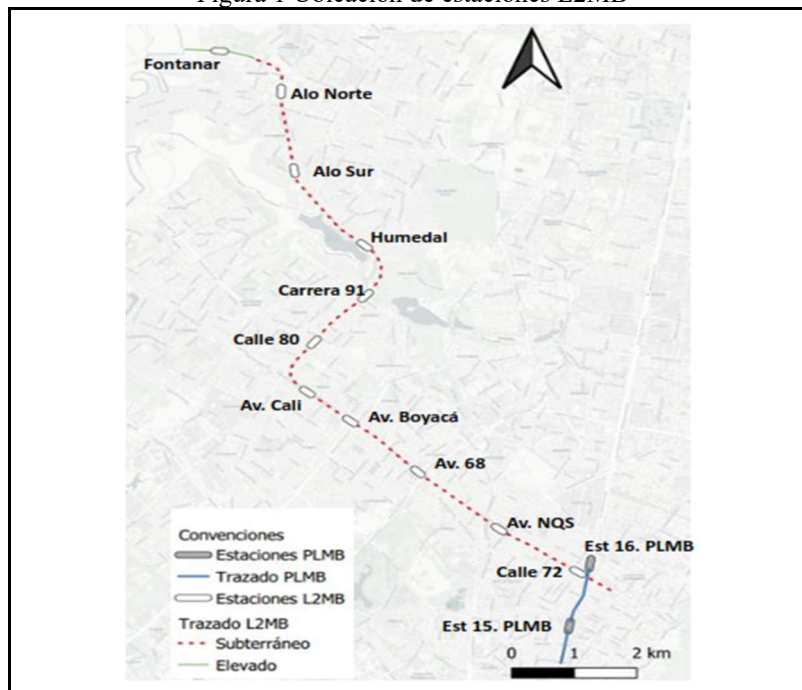 Figura 1 Ubicación de estaciones L2MB
Fontanar
Alo Norte
Alo Sur
Humedal
Carrera 91
Calle 80
Av. Cali
Av. Boyacá
Av. 68
Av. NQS
Est 16. PLMB
Calle 72
Est 15. PLMB
Convenciones
Estaciones PLMB
Trazado PLMB
Estaciones L2MB
Trazado L2MB
Subterráneo
Elevado
0 1 2 km